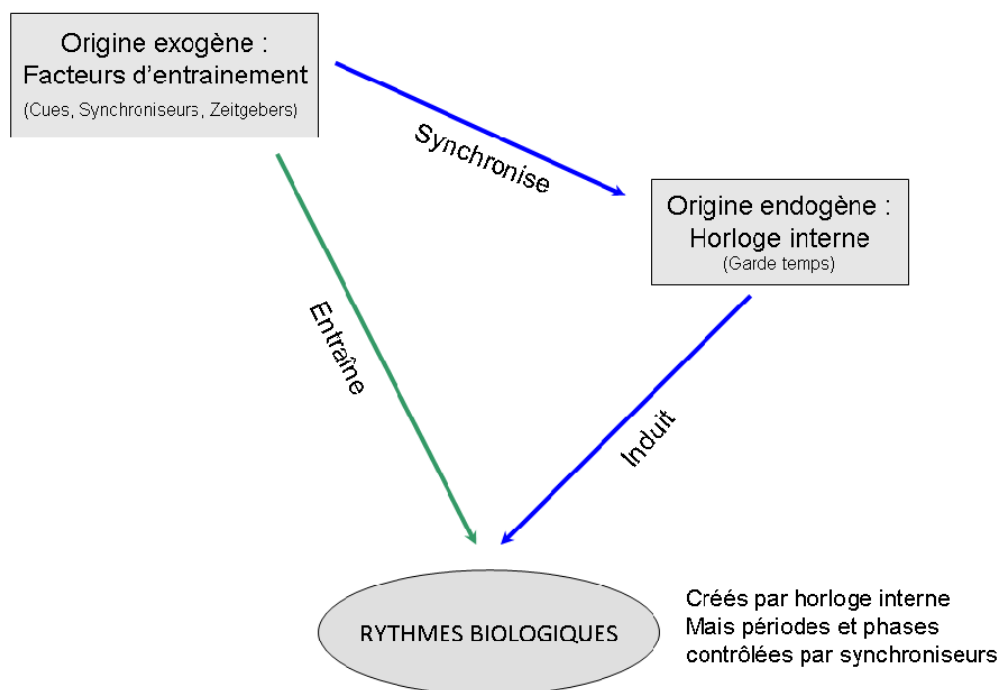 Origine exogène :
Facteurs d'entrainement
(Cues, Synchroniseurs, Zeitgebers)
Synchronise
Origine endogène :
Horloge interne
(Garde temps)
Entraîne
Induit
RYTHMES BIOLOGIQUES
Créés par horloge interne
Mais périodes et phases
contrôlées par synchroniseurs